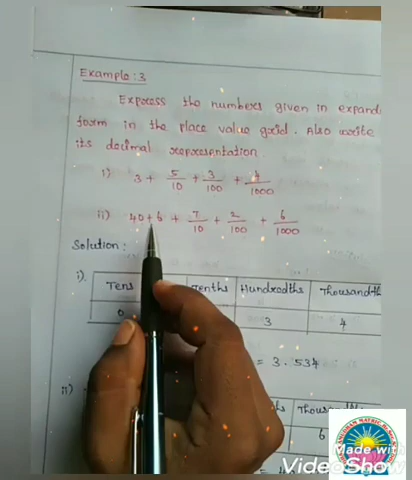 Example : 3
Express the numbers given in expand
form in the place value grid. Also write
its decimal representation
i) 3 + 5/10 + 3/100 + 4/1000
ii) 40+6 + 7/10 + 2/100 + 6/1000
Solution :
i)
Tens Tenths Hundredths Thousandth
0 3 4
= 3.534
ii)
6
Made with
VideoShow